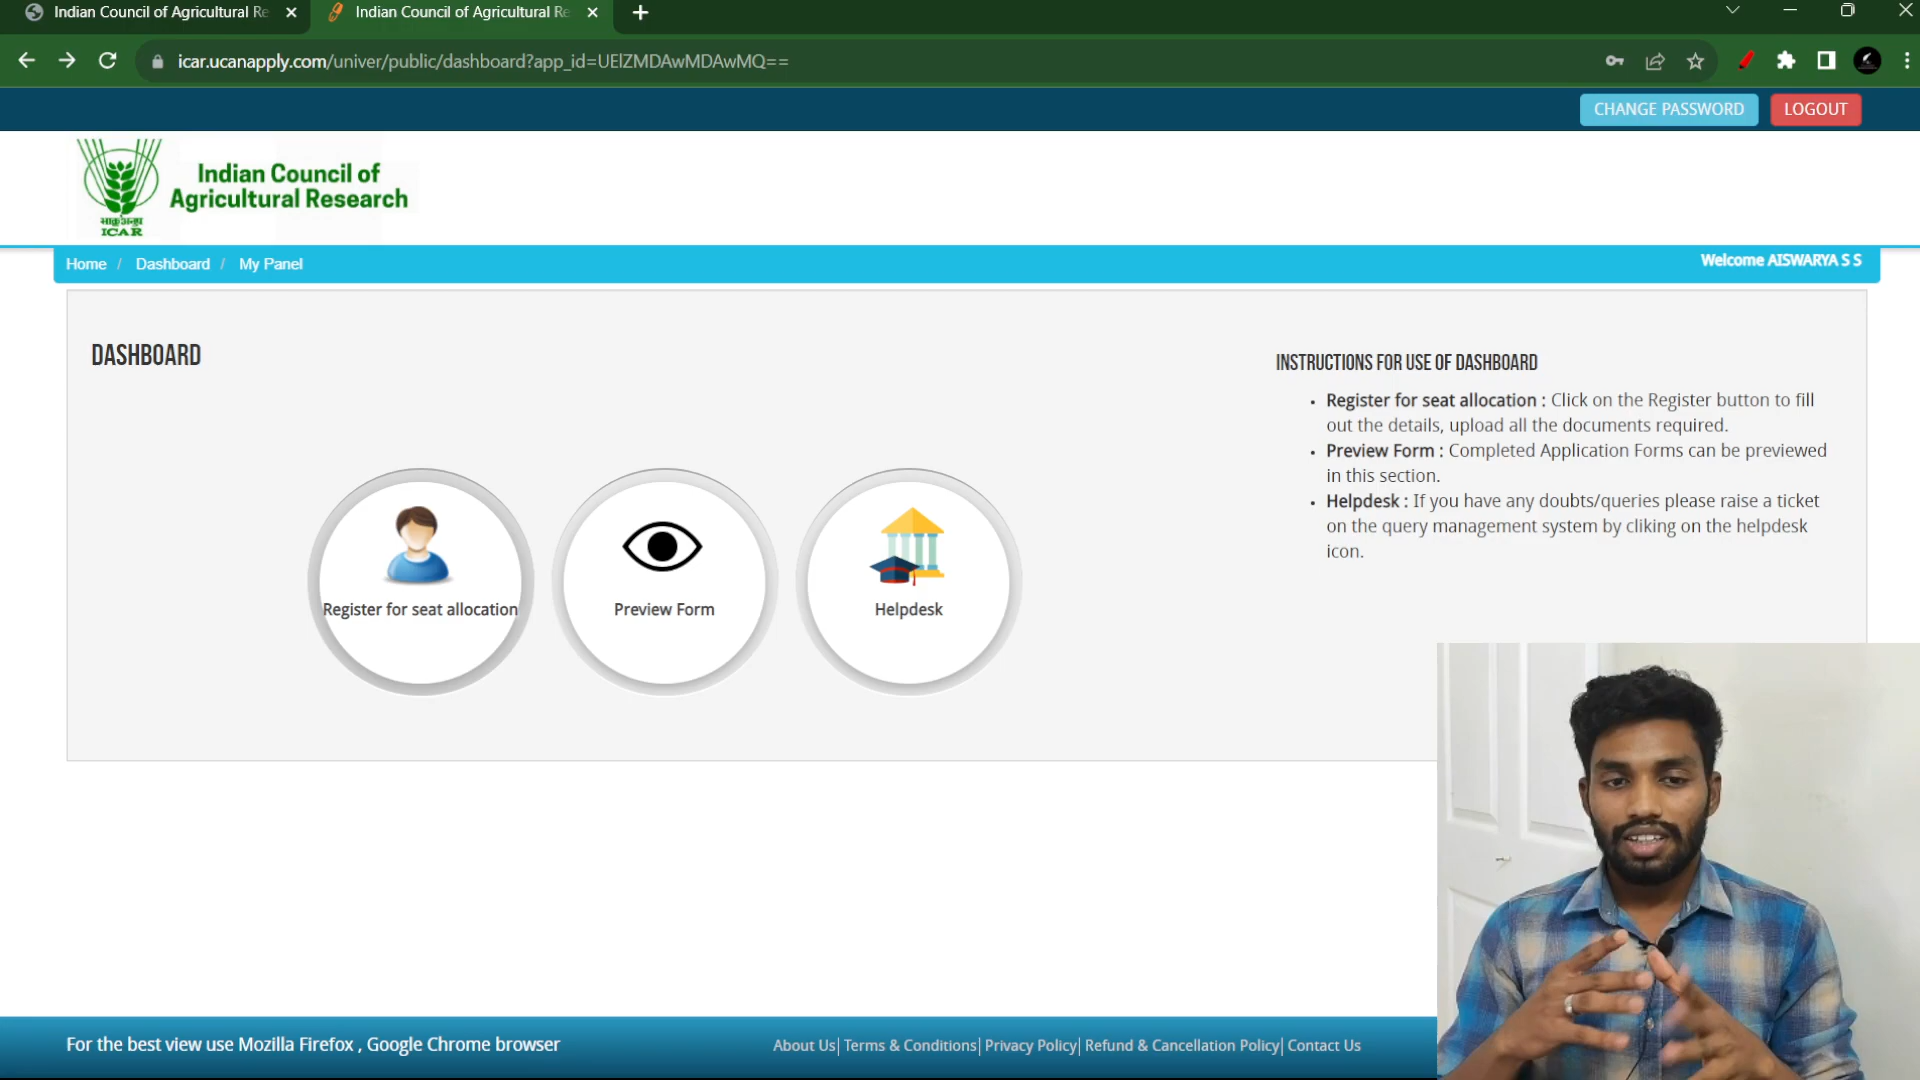 Indian Council of Agricultural Re
Indian Council of Agricultural Re
icar.ucanapply.com/univer/public/dashboard?app_id=UElZMDAwMDAwMQ==
CHANGE PASSWORD
LOGOUT
Indian Council of
Agricultural Research
ICAR
Home / Dashboard / My Panel
Welcome AISWARYA S S
DASHBOARD
Register for seat allocation
Preview Form
Helpdesk
INSTRUCTIONS FOR USE OF DASHBOARD
• Register for seat allocation : Click on the Register button to fill
out the details, upload all the documents required.
• Preview Form : Completed Application Forms can be previewed
in this section.
• Helpdesk : If you have any doubts/queries please raise a ticket
on the query management system by cliking on the helpdesk
icon.
For the best view use Mozilla Firefox , Google Chrome browser
About Us| Terms & Conditions| Privacy Policy| Refund & Cancellation Policy| Contact Us